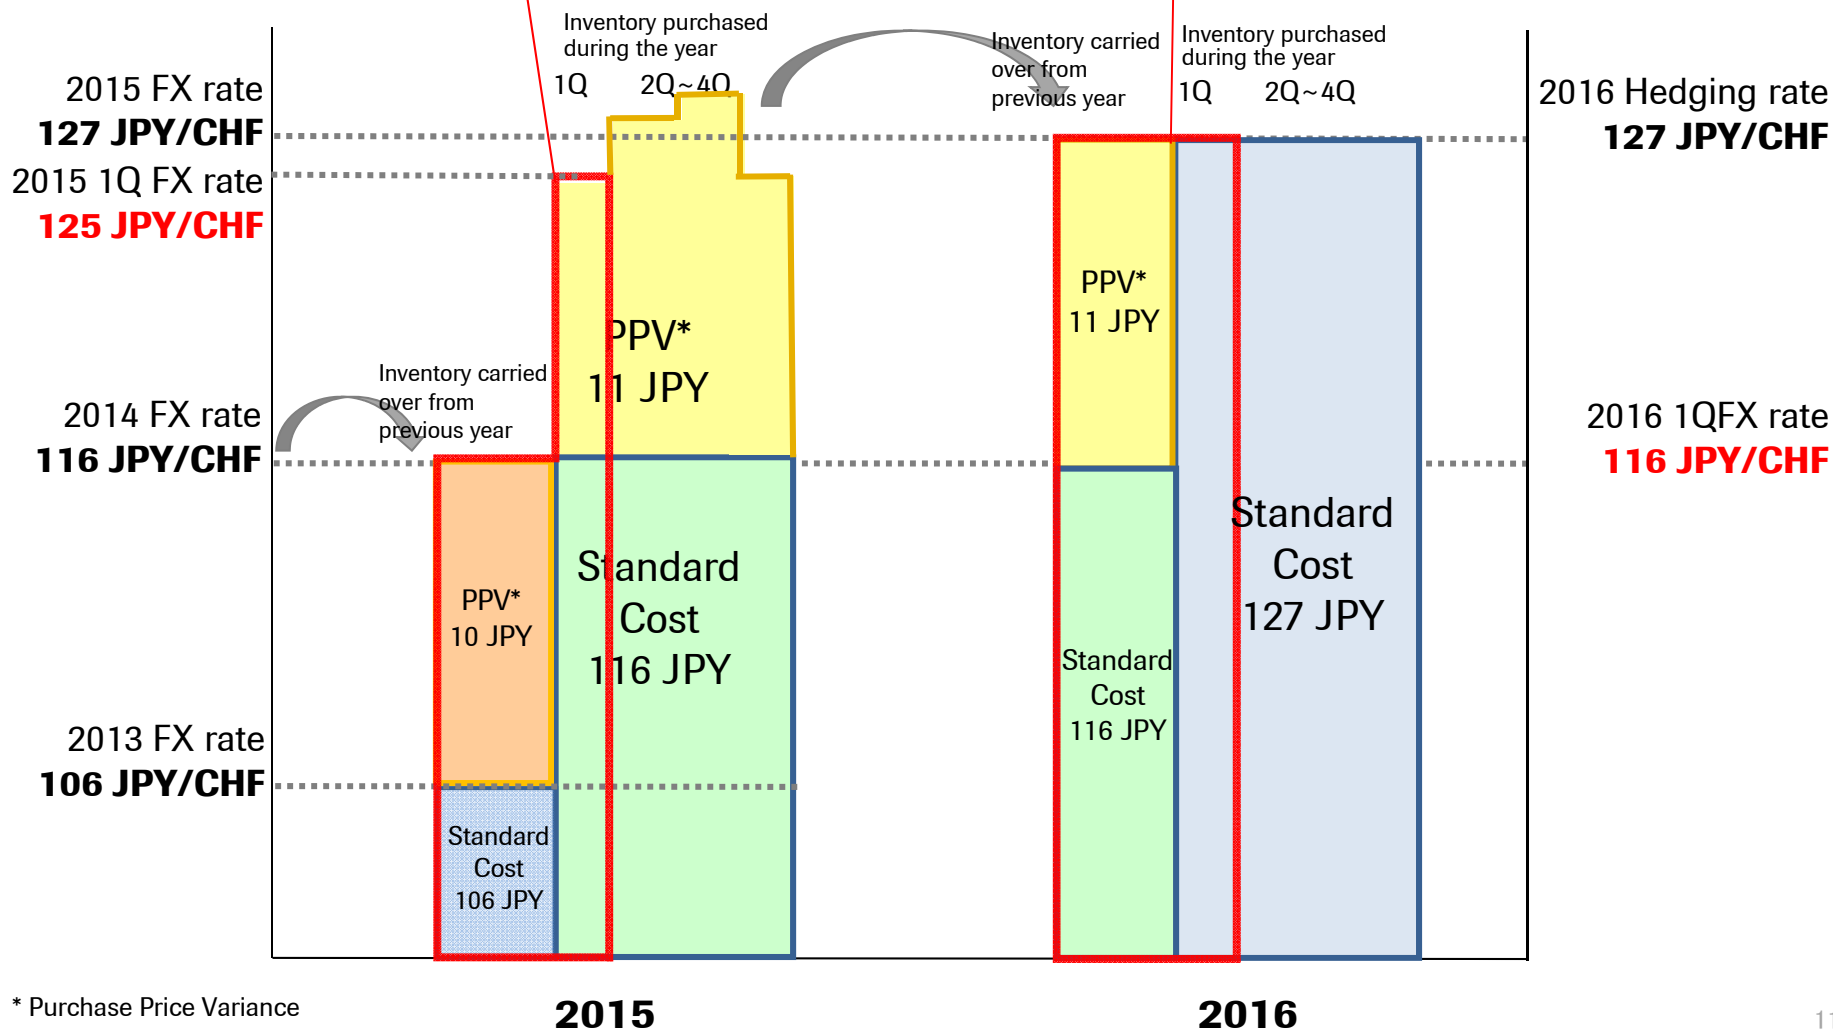 Inventory purchased
during the year
1Q 2Q~4Q
Inventory carried
over from
previous year
Inventory purchased
during the year
1Q 2Q~4Q
2015 FX rate
127 JPY/CHF
2015 1Q FX rate
125 JPY/CHF
2014 FX rate
116 JPY/CHF
2013 FX rate
106 JPY/CHF
Inventory carried
over from
previous year
PPV*
10 JPY
Standard
Cost
106 JPY
PPV*
11 JPY
Standard
Cost
116 JPY
PPV*
11 JPY
Standard
Cost
116 JPY
Standard
Cost
127 JPY
2016 Hedging rate
127 JPY/CHF
2016 1QFX rate
116 JPY/CHF
* Purchase Price Variance
2015
2016
11